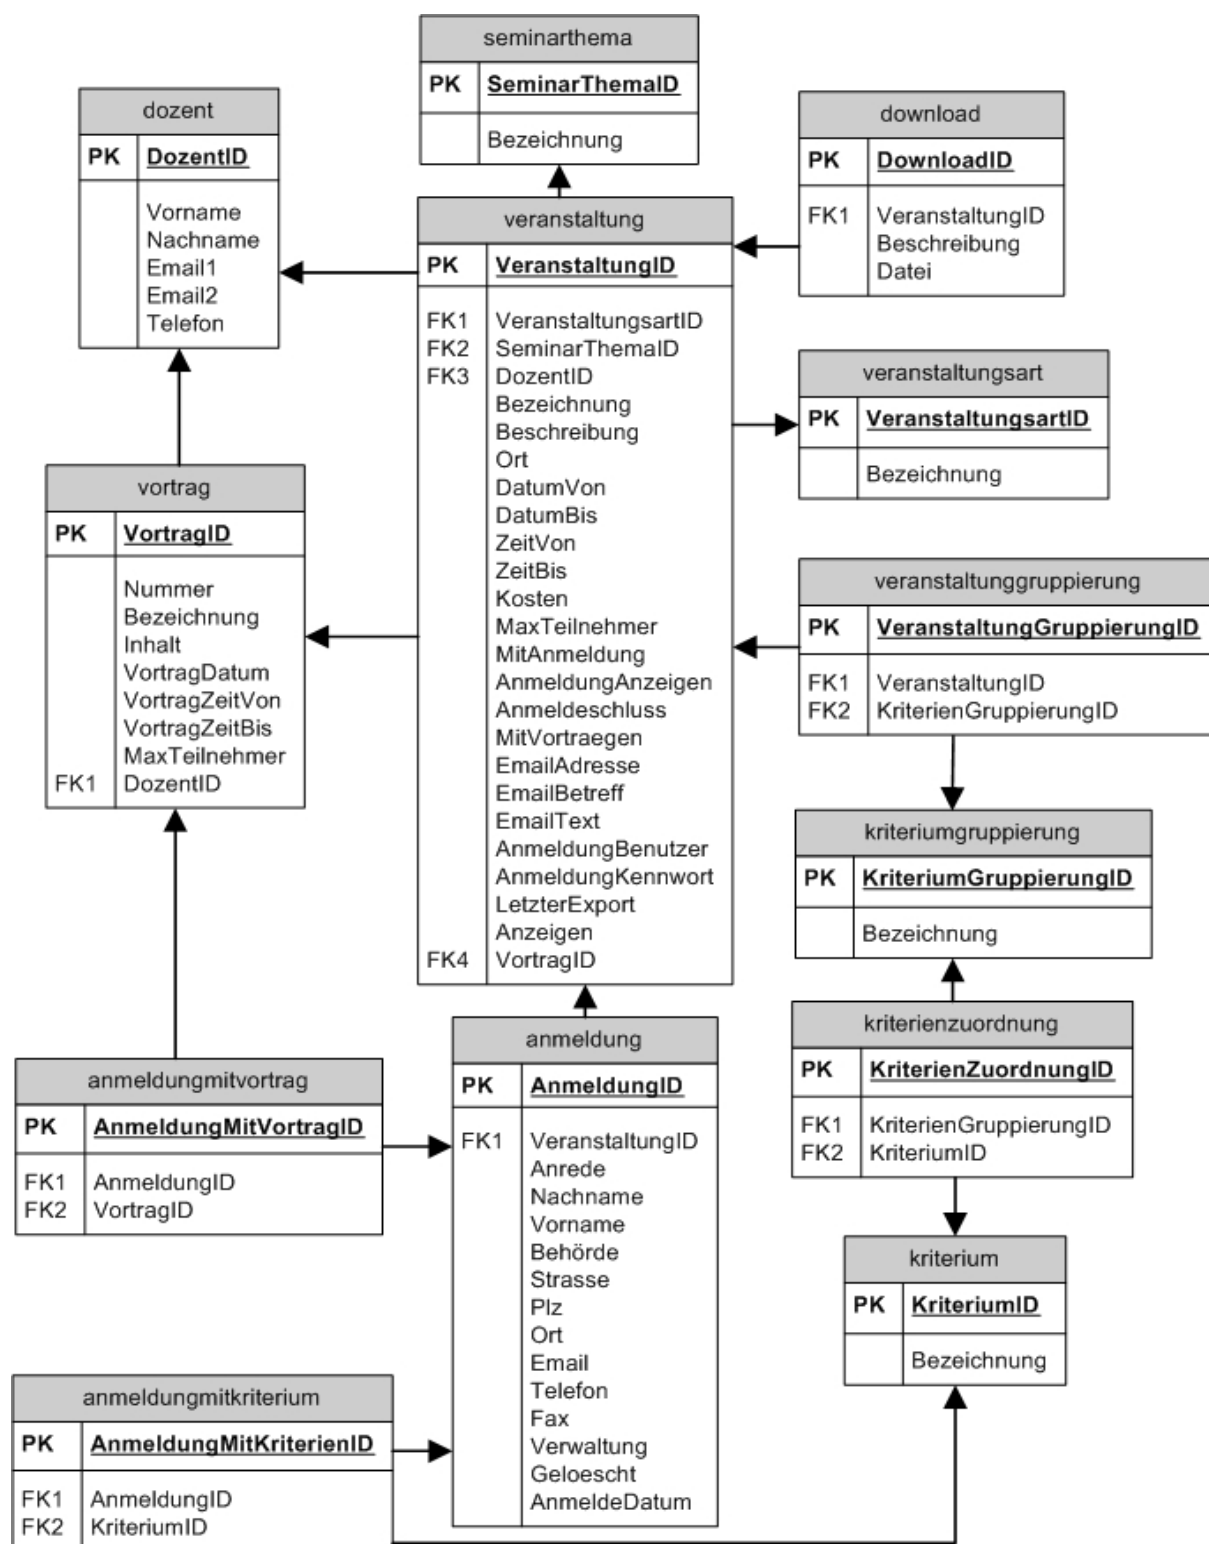 seminarthema
PK SeminarThemaID
Bezeichnung
dozent
PK DozentID
Vorname
Nachname
Email1
Email2
Telefon
download
PK DownloadID
FK1 VeranstaltungID
Beschreibung
Datei
veranstaltung
PK VeranstaltungID
FK1 VeranstaltungsartID
FK2 SeminarThemaID
FK3 DozentID
Bezeichnung
Beschreibung
Ort
DatumVon
DatumBis
ZeitVon
ZeitBis
Kosten
MaxTeilnehmer
MitAnmeldung
AnmeldungAnzeigen
Anmeldeschluss
MitVortraegen
EmailAdresse
EmailBetreff
EmailText
AnmeldungBenutzer
AnmeldungKennwort
LetzterExport
Anzeigen
FK4 VortragID
veranstaltungsart
PK VeranstaltungsartID
Bezeichnung
vortrag
PK VortragID
Nummer
Bezeichnung
Inhalt
VortragDatum
VortragZeitVon
VortragZeitBis
MaxTeilnehmer
FK1 DozentID
veranstaltunggruppierung
PK VeranstaltungGruppierungID
FK1 VeranstaltungID
FK2 KriterienGruppierungID
kriteriumgruppierung
PK KriteriumGruppierungID
Bezeichnung
kriterienzuordnung
PK KriterienZuordnungID
FK1 KriterienGruppierungID
FK2 KriteriumID
anmeldung
PK AnmeldungID
FK1 VeranstaltungID
Anrede
Nachname
Vorname
Behörde
Strasse
Plz
Ort
Email
Telefon
Fax
Verwaltung
Geloescht
AnmeldeDatum
anmeldungmitvortrag
PK AnmeldungMitVortragID
FK1 AnmeldungID
FK2 VortragID
kriterium
PK KriteriumID
Bezeichnung
anmeldungmitkriterium
PK AnmeldungMitKriterienID
FK1 AnmeldungID
FK2 KriteriumID